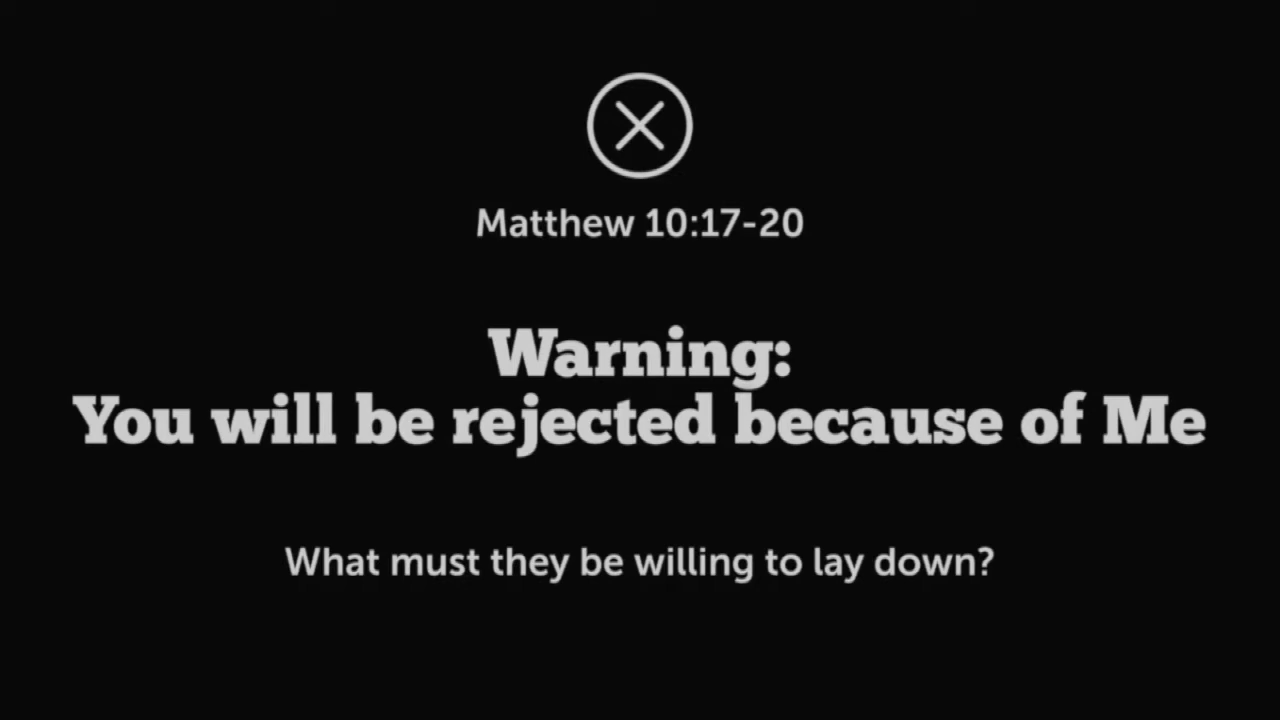 Matthew 10:17-20
Warning:
You will be rejected because of Me
What must they be willing to lay down?